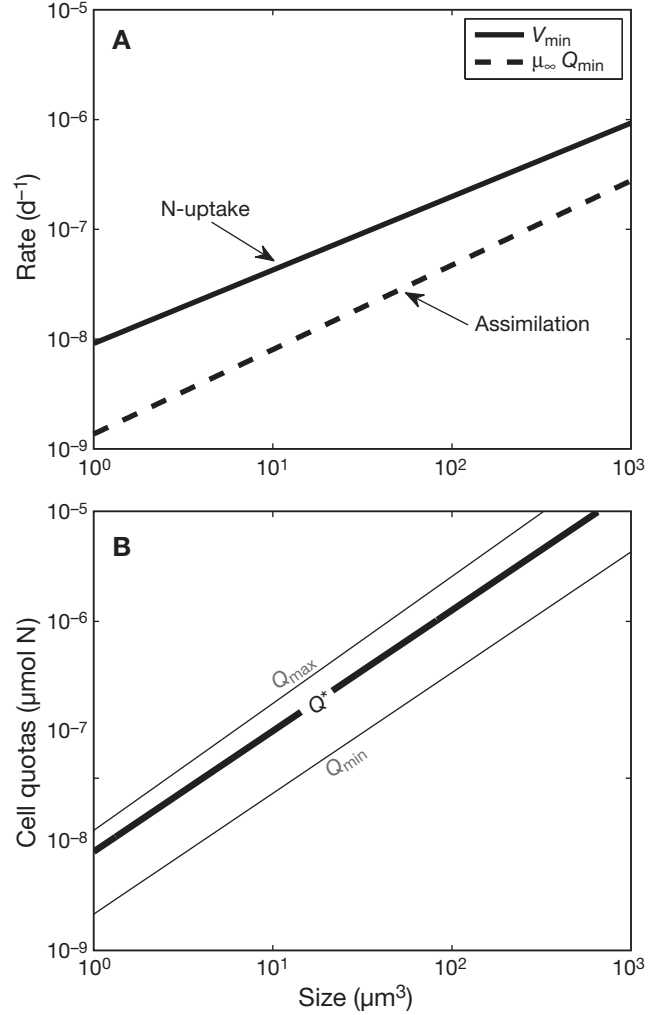 10⁻⁵
A
V_min
μ∞ Q_min
10⁻⁶
N-uptake
10⁻⁷
Rate (d⁻¹)
Assimilation
10⁻⁸
10⁻⁹
10⁰ 10¹ 10² 10³
10⁻⁵
B
10⁻⁶
Q_max
Q*
10⁻⁷
Q_min
Cell quotas (μmol N)
10⁻⁸
10⁻⁹
10⁰ 10¹ 10² 10³
Size (μm³)